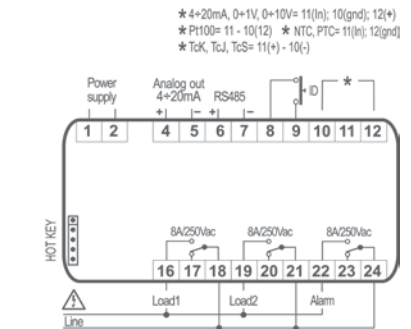 * 4÷20mA, 0÷1V, 0÷10V= 11(In); 10(gnd); 12(+)
* Pt100= 11 - 10(12) * NTC, PTC= 11(In); 12(gnd)
* TcK, TcJ, TcS= 11(+) - 10(-)
Power supply Analog out 4÷20mA RS485 ID *
+ - + -
1 2 4 5 6 7 8 9 10 11 12
HOT KEY
8A/250Vac 8A/250Vac 8A/250Vac
16 17 18 19 20 21 22 23 24
Load1 Load2 Alarm
Line